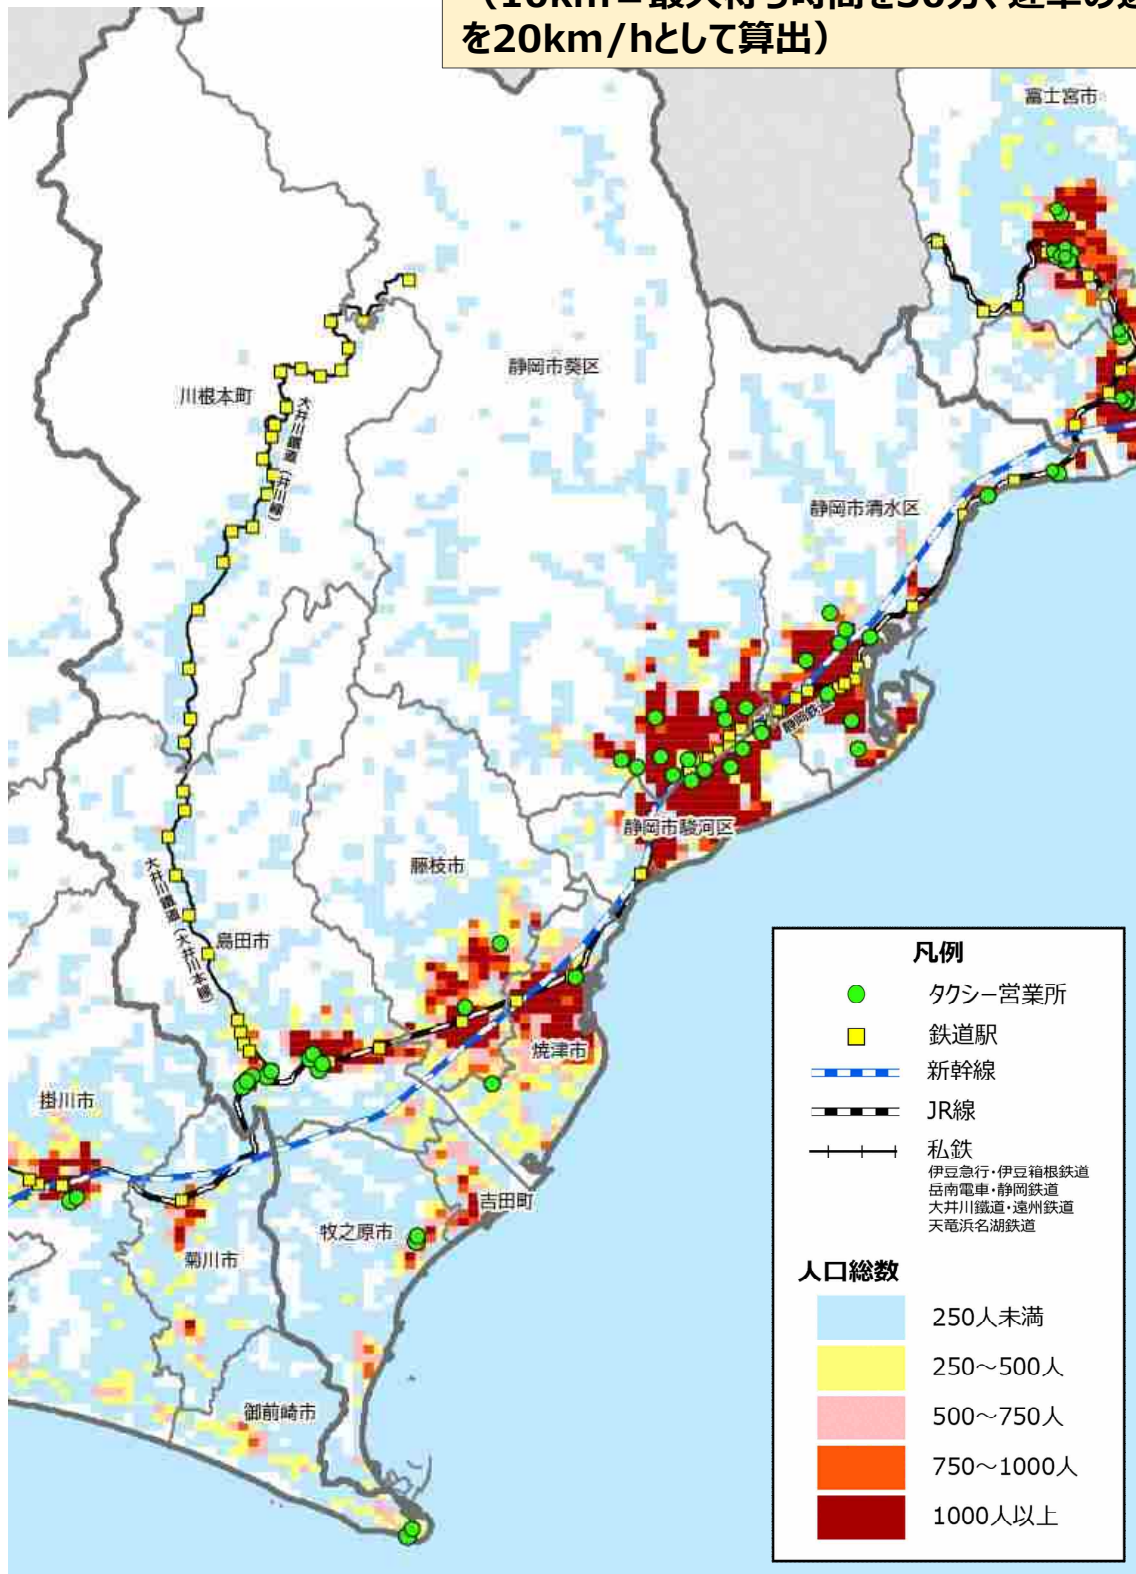 を20km/hとして算出）
富士宮市
静岡市葵区
川根本町
大井川鐵道（井川線）
静岡市清水区
静岡鉄
静岡市駿河区
藤枝市
大井川鐵道（大井川本線）
島田市
焼津市
掛川市
吉田町
牧之原市
菊川市
御前崎市
凡例
タクシー営業所
鉄道駅
新幹線
JR線
私鉄
伊豆急行・伊豆箱根鉄道
岳南電車・静岡鉄道
大井川鐵道・遠州鉄道
天竜浜名湖鉄道
人口総数
250人未満
250～500人
500～750人
750～1000人
1000人以上